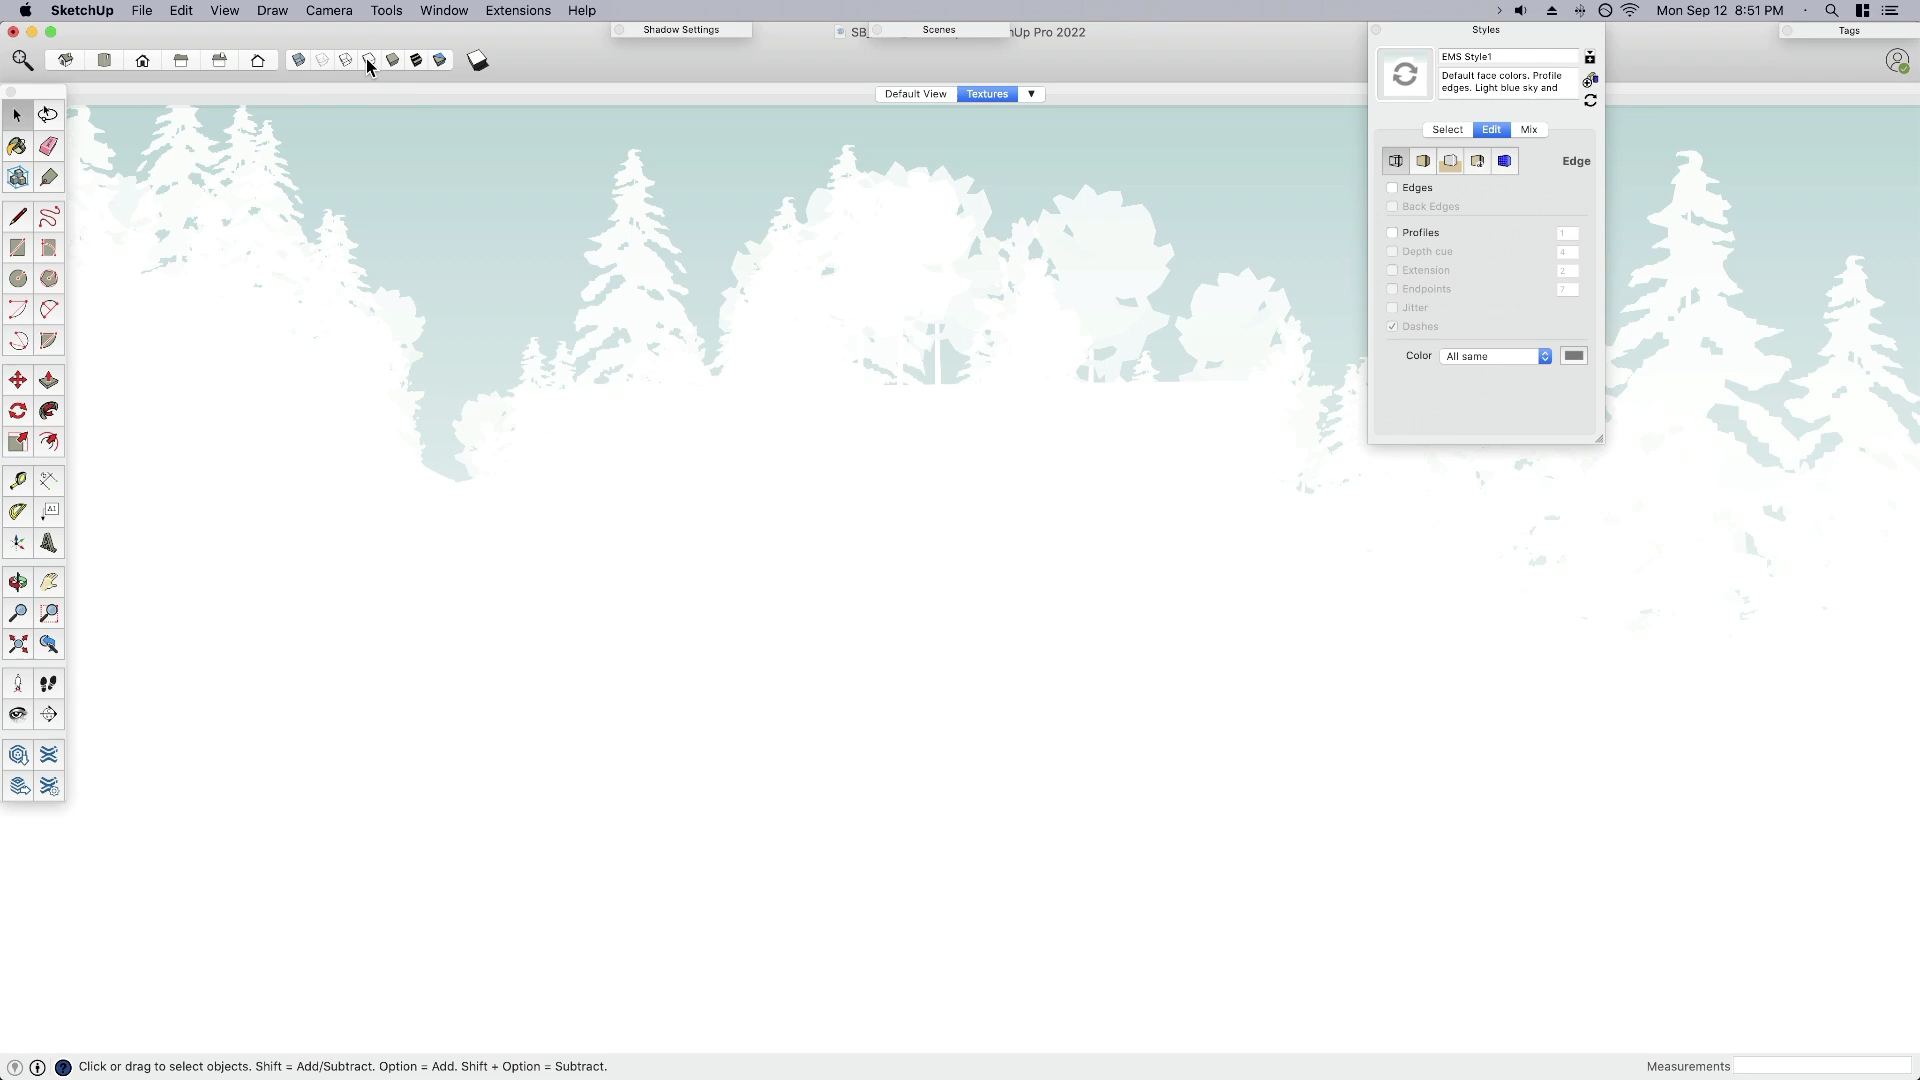 SketchUp File Edit View Draw Camera Tools Window Extensions Help
Mon Sep 12 8:51 PM
Shadow Settings
Scenes
Styles
Tags
SB_
Up Pro 2022
EMS Style1
Default face colors. Profile
edges. Light blue sky and
Default View Textures
Select Edit Mix
Edge
Edges
Back Edges
Profiles 1
Depth cue 4
Extension 2
Endpoints 7
Jitter
Dashes
Color All same
A1
Click or drag to select objects. Shift = Add/Subtract. Option = Add. Shift + Option = Subtract.
Measurements